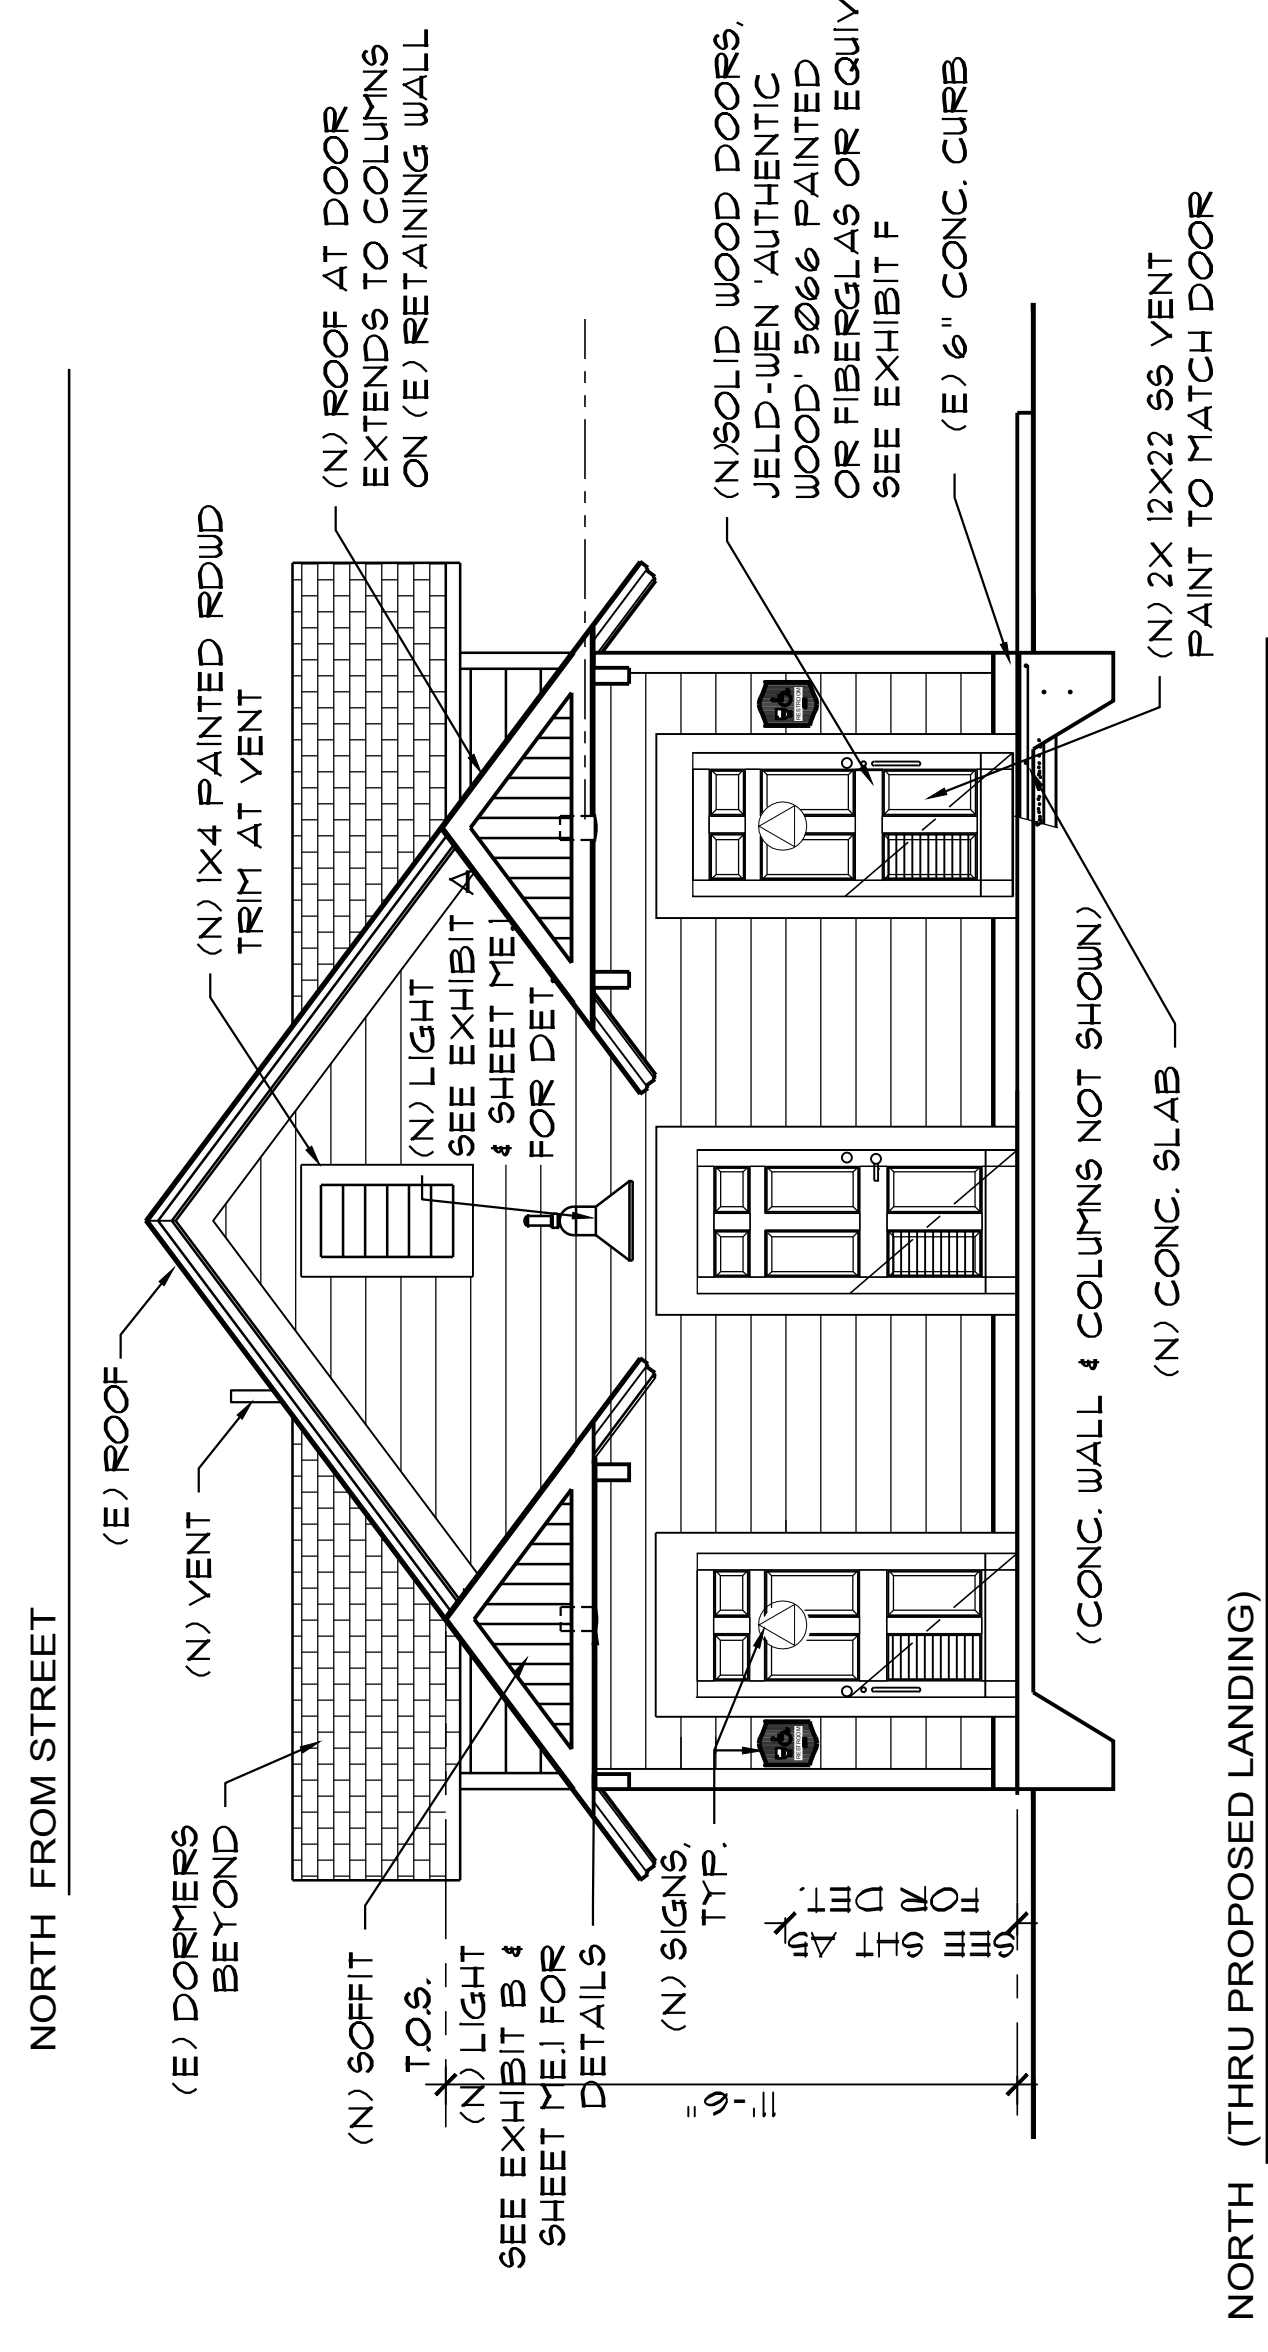 NORTH FROM STREET
(E) ROOF
(N) VENT
(E) DORMERS
BEYOND
(N) 1X4 PAINTED RDWD
TRIM AT VENT
(N) ROOF AT DOOR
EXTENDS TO COLUMNS
ON (E) RETAINING WALL
(N) SOFFIT
T.O.S.
(N) LIGHT
SEE EXHIBIT B &
SHEET ME.1 FOR
DETAILS
(N) LIGHT
SEE EXHIBIT A
& SHEET ME.1
FOR DET
(N) SIGNS,
TYP.
11'-6"
SEE SHT A5
FOR DET.
RESTROOM
RESTROOM
(N)SOLID WOOD DOORS,
JELD-WEN 'AUTHENTIC
WOOD' 5066 PAINTED
OR FIBERGLAS OR EQUIV
SEE EXHIBIT F
(E) 6" CONC. CURB
(N) 2X 12X22 SS VENT
PAINT TO MATCH DOOR
(CONC. WALL & COLUMNS NOT SHOWN)
(N) CONC. SLAB
NORTH (THRU PROPOSED LANDING)